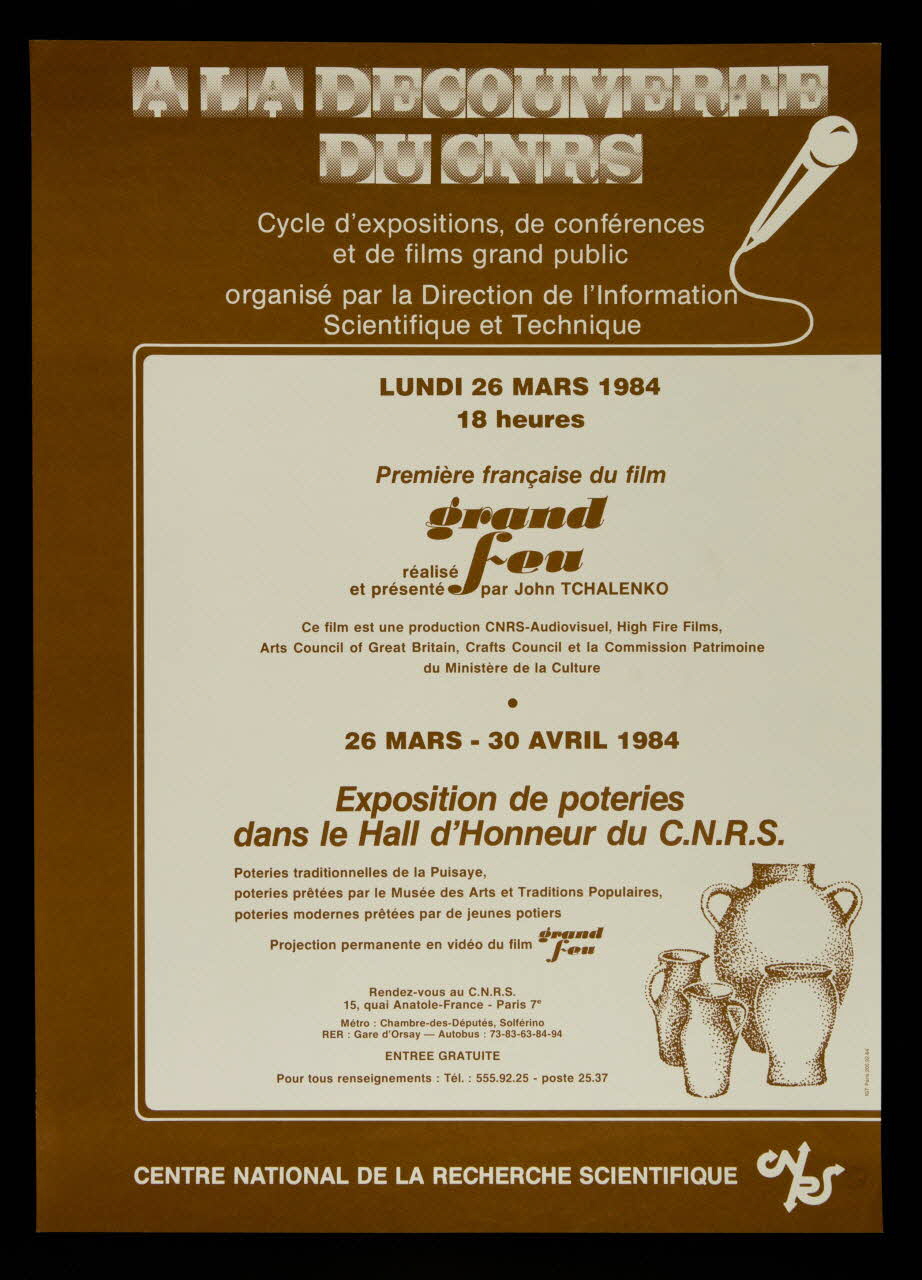 A LA DECOUVERTE
DU CNRS
Cycle d'expositions, de conférences
et de films grand public
organisé par la Direction de l'Information
Scientifique et Technique
LUNDI 26 MARS 1984
18 heures
Première française du film
grand
feu
réalisé
et présenté par John TCHALENKO
Ce film est une production CNRS-Audiovisuel, High Fire Films,
Arts Council of Great Britain, Crafts Council et la Commission Patrimoine
du Ministère de la Culture
•
26 MARS - 30 AVRIL 1984
Exposition de poteries
dans le Hall d'Honneur du C.N.R.S.
Poteries traditionnelles de la Puisaye,
poteries prêtées par le Musée des Arts et Traditions Populaires,
poteries modernes prêtées par de jeunes potiers
Projection permanente en vidéo du film grand feu
Rendez-vous au C.N.R.S.
15, quai Anatole-France - Paris 7e
Métro : Chambre-des-Députés, Solférino
RER : Gare d'Orsay — Autobus : 73-83-63-84-94
ENTREE GRATUITE
Pour tous renseignements : Tél. : 555.92.25 - poste 25.37
CENTRE NATIONAL DE LA RECHERCHE SCIENTIFIQUE
CNRS